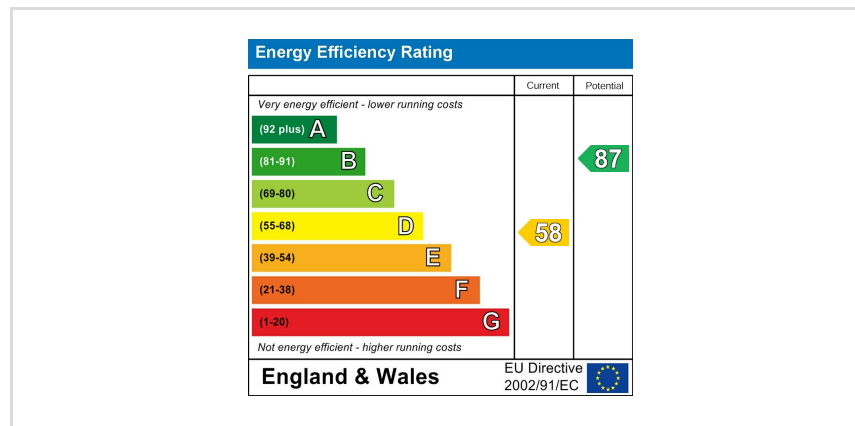 Energy Efficiency Rating
Current Potential
Very energy efficient - lower running costs
(92 plus) A
(81-91) B 87
(69-80) C
(55-68) D 58
(39-54) E
(21-38) F
(1-20) G
Not energy efficient - higher running costs
England & Wales
EU Directive
2002/91/EC